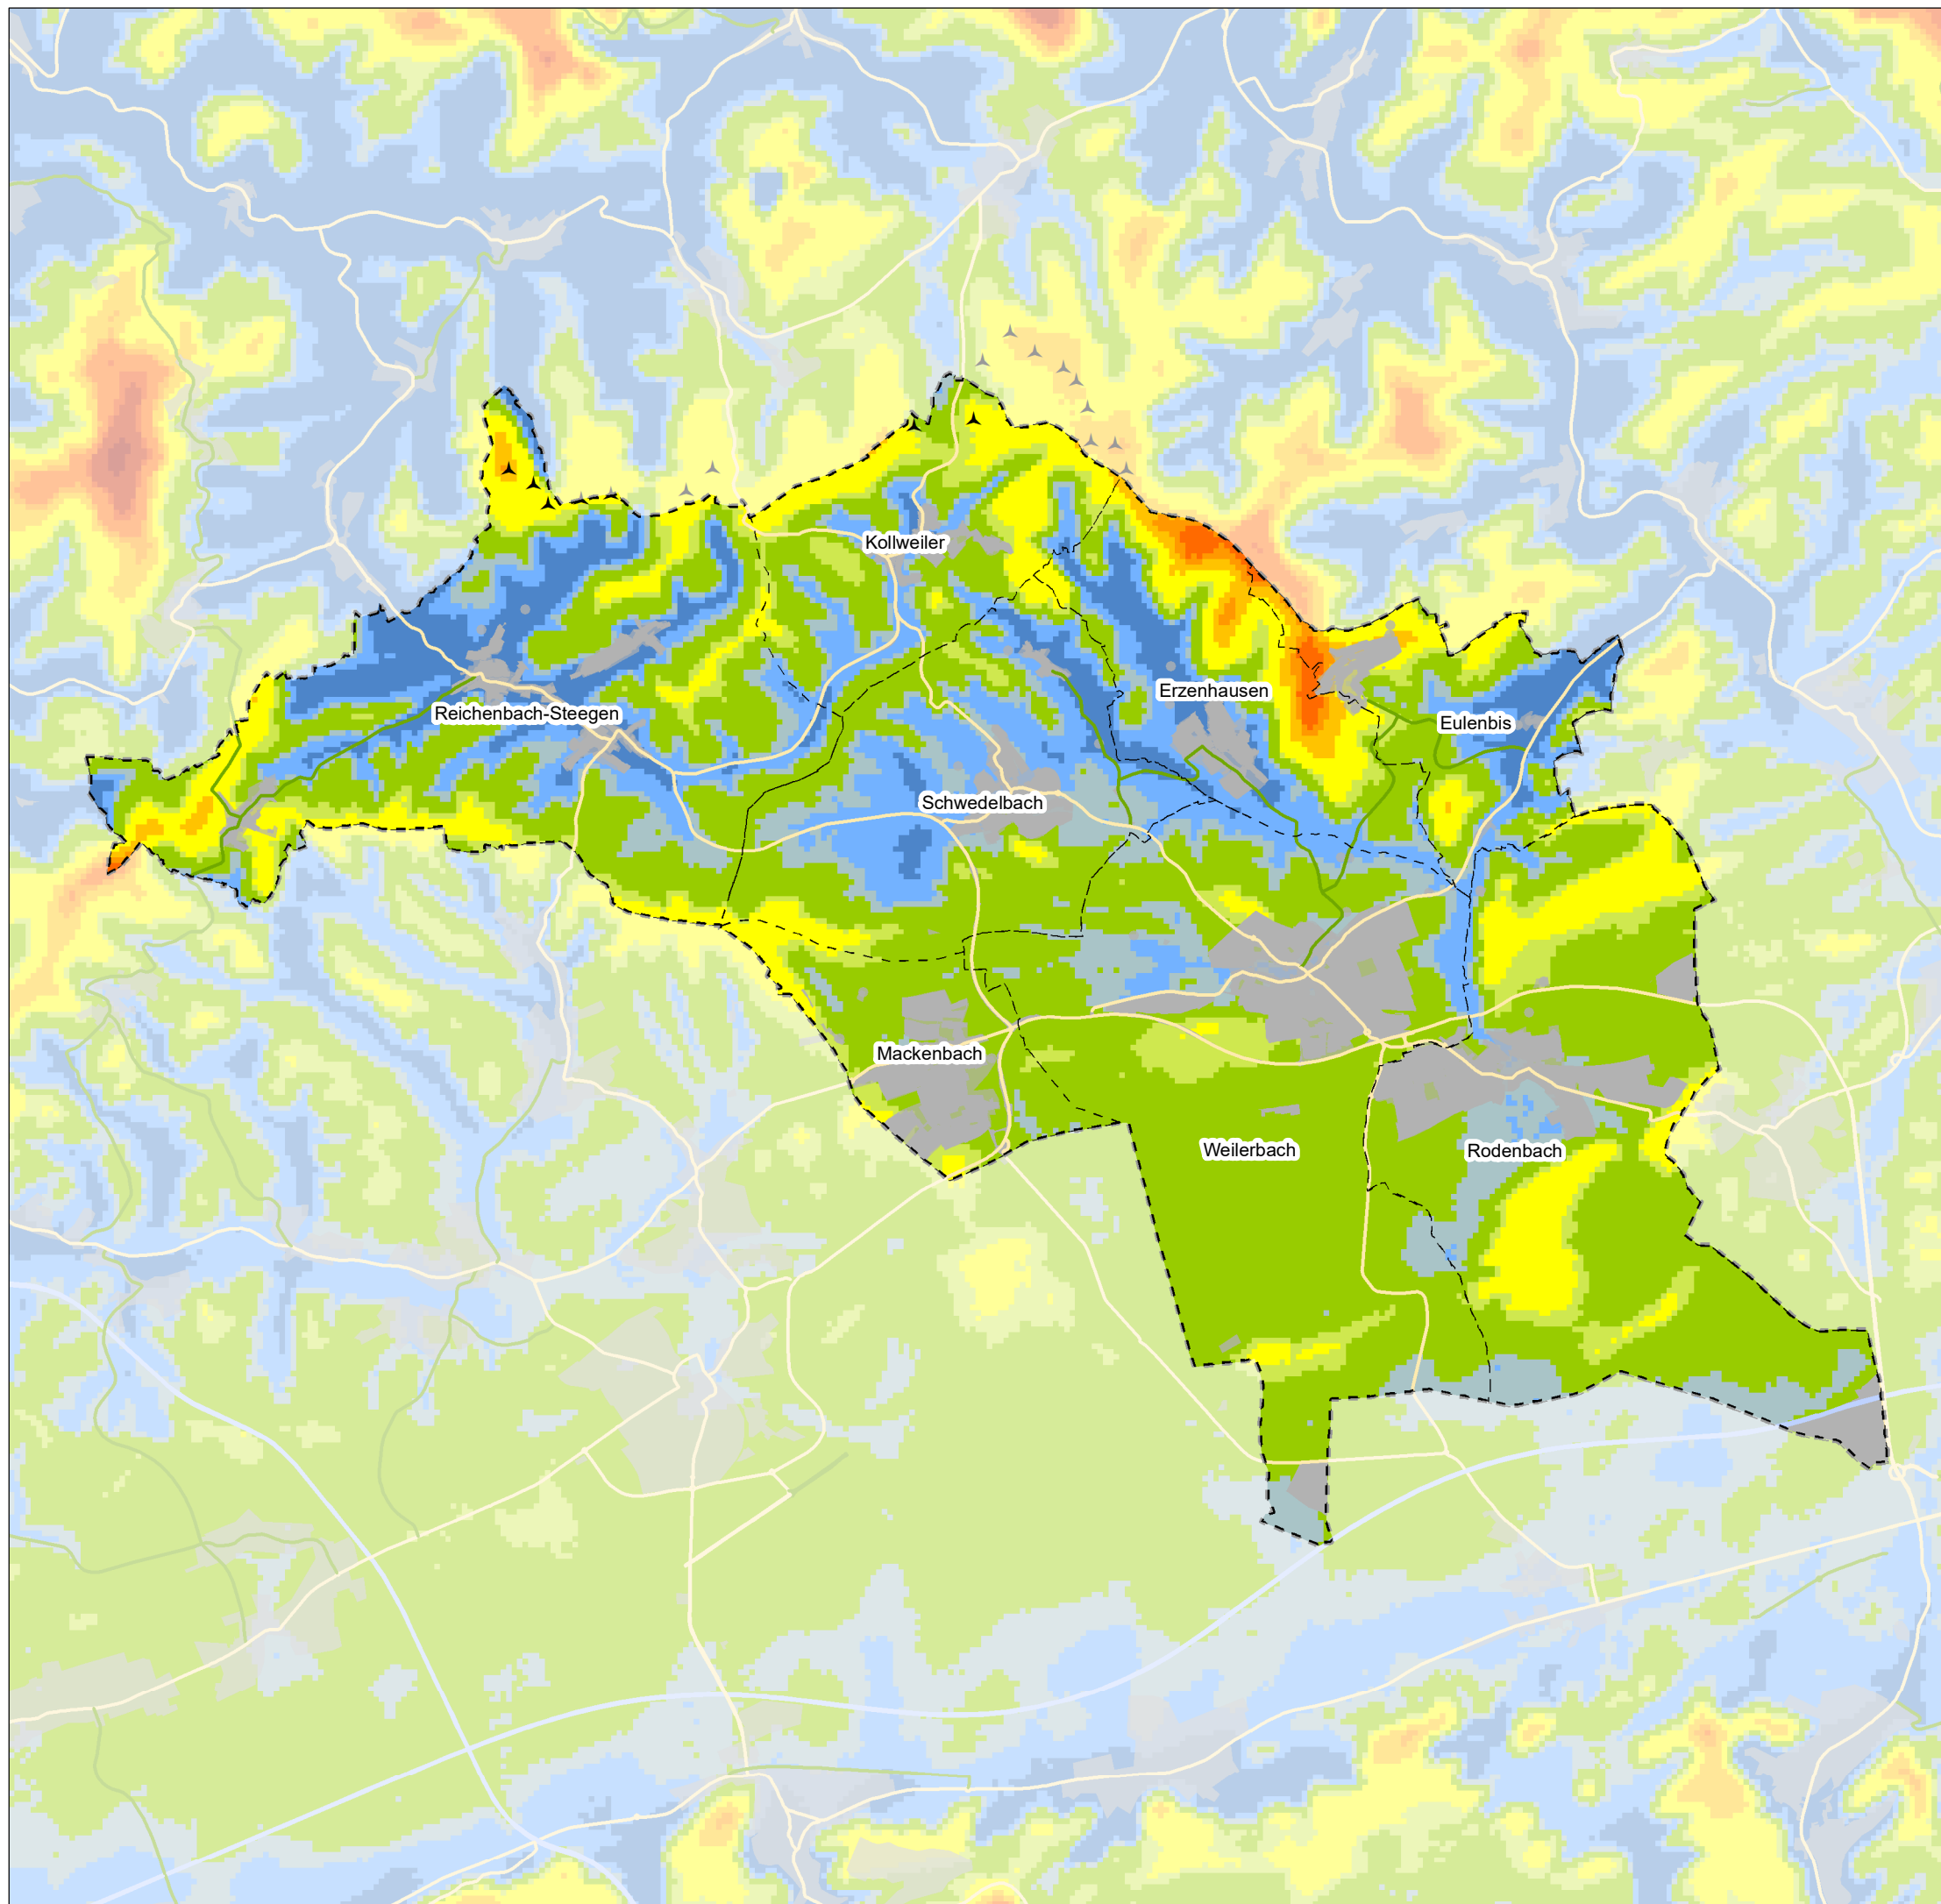 Kollweiler
Erzenhausen
Reichenbach-Steegen
Eulenbis
Schwedelbach
Mackenbach
Weilerbach
Rodenbach